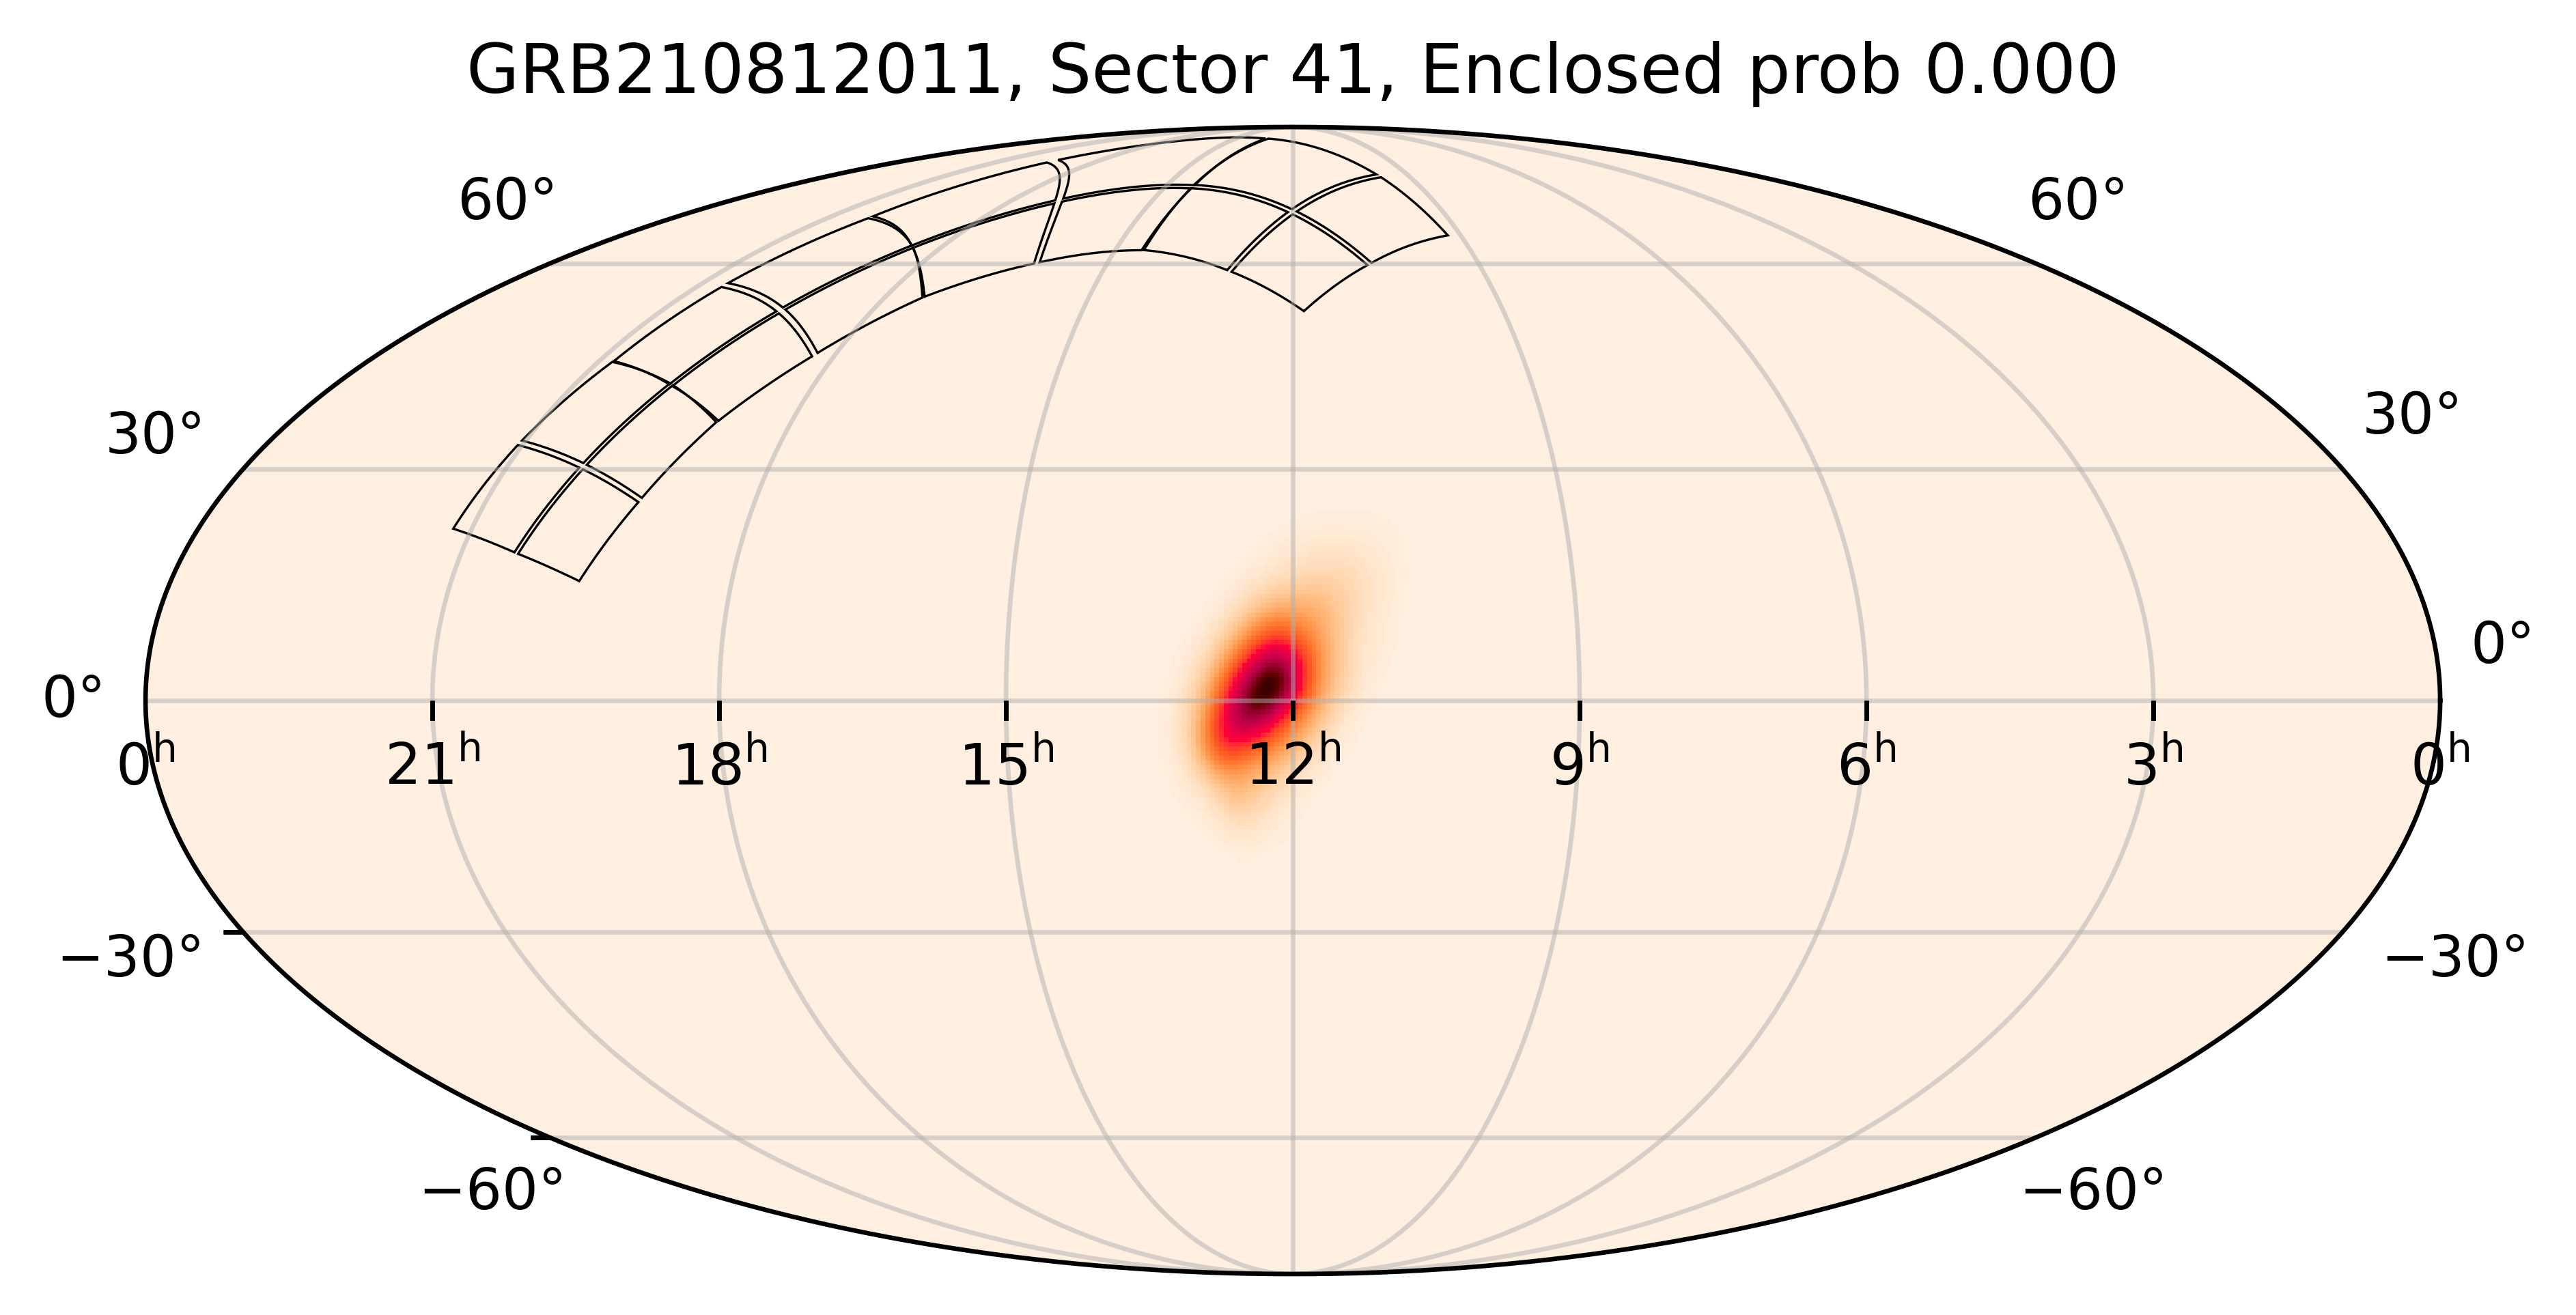 GRB210812011, Sector 41, Enclosed prob 0.000
60° 60°
30° 30°
0° 0°
0h 21h 18h 15h 12h 9h 6h 3h 0h
−30° −30°
−60° −60°